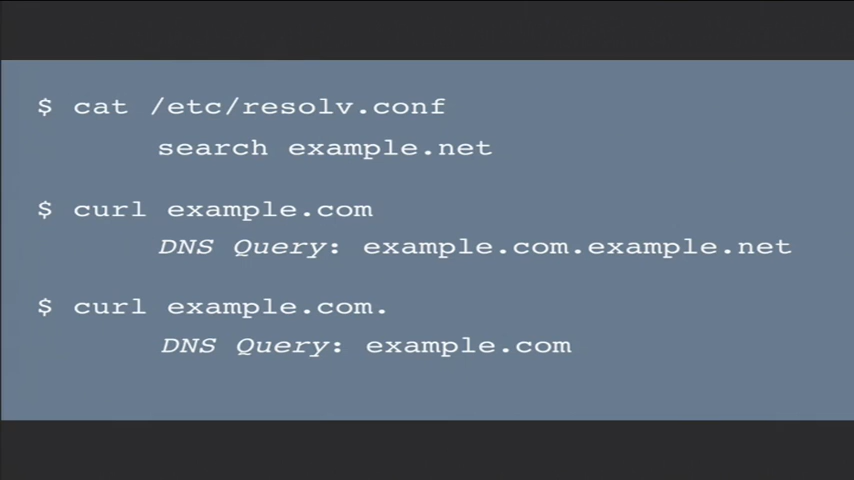 $ cat /etc/resolv.conf
search example.net
$ curl example.com
DNS Query: example.com.example.net
$ curl example.com.
DNS Query: example.com